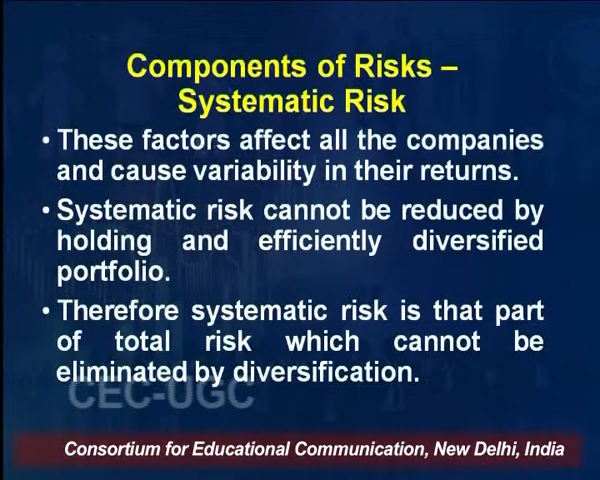 Components of Risks –
Systematic Risk
• These factors affect all the companies
and cause variability in their returns.
• Systematic risk cannot be reduced by
holding and efficiently diversified
portfolio.
• Therefore systematic risk is that part
of total risk which cannot be
eliminated by diversification.
CEC-UGC
Consortium for Educational Communication, New Delhi, India